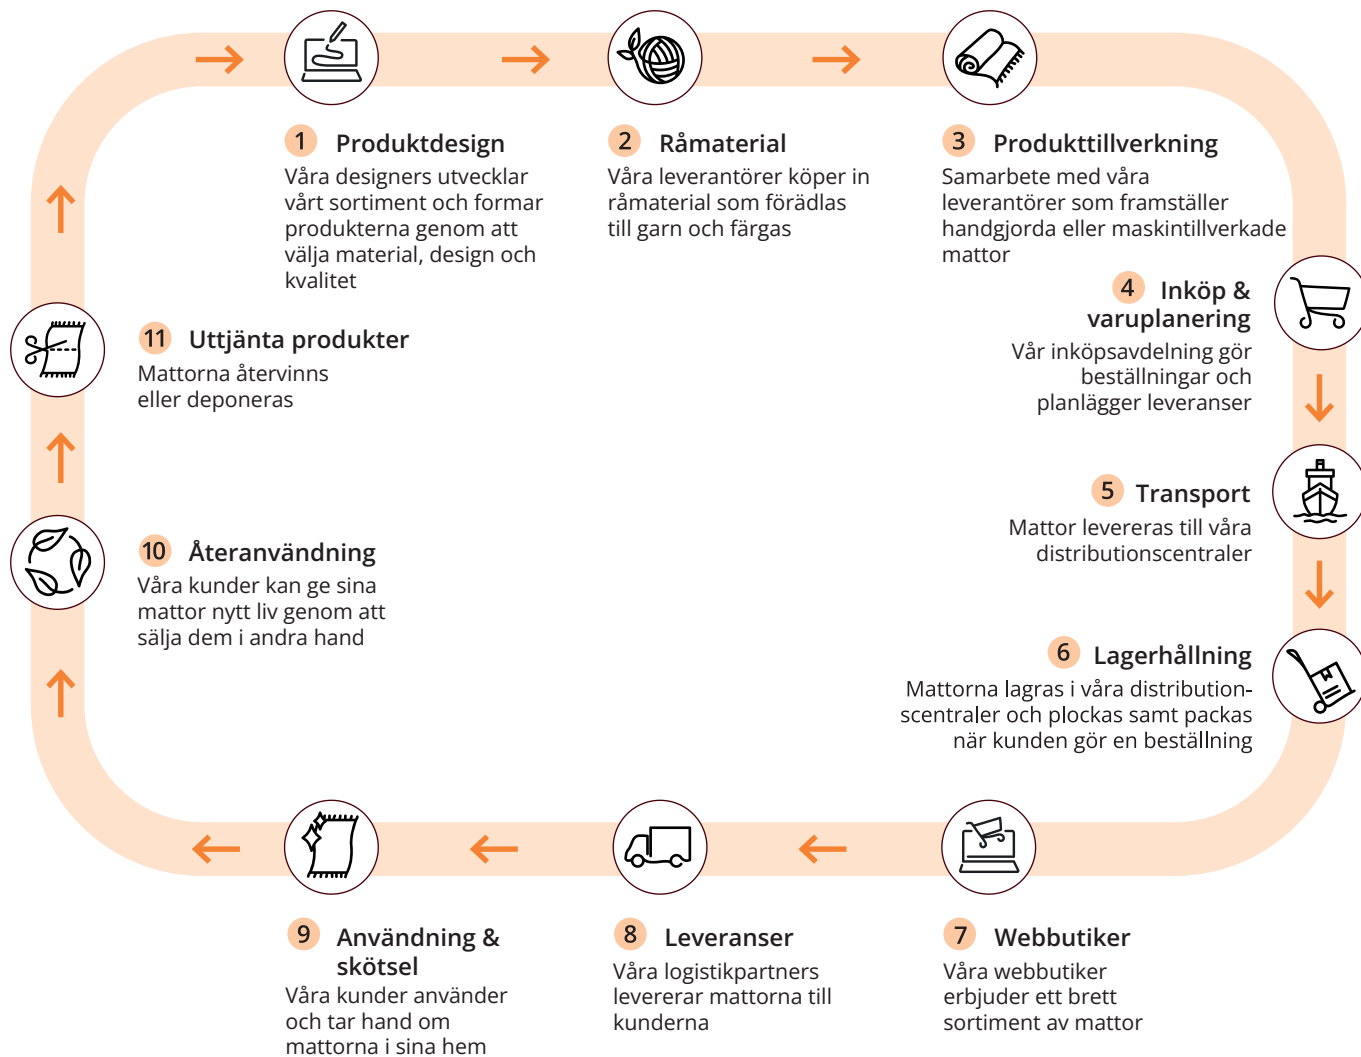 1 Produktdesign
Våra designers utvecklar
vårt sortiment och formar
produkterna genom att
välja material, design och
kvalitet
2 Råmaterial
Våra leverantörer köper in
råmaterial som förädlas
till garn och färgas
3 Produkttillverkning
Samarbete med våra
leverantörer som framställer
handgjorda eller maskintillverkade
mattor
4 Inköp &
varuplanering
Vår inköpsavdelning gör
beställningar och
planlägger leveranser
5 Transport
Mattor levereras till våra
distributionscentraler
6 Lagerhållning
Mattorna lagras i våra distribution-
scentraler och plockas samt packas
när kunden gör en beställning
7 Webbutiker
Våra webbutiker
erbjuder ett brett
sortiment av mattor
8 Leveranser
Våra logistikpartners
levererar mattorna till
kunderna
9 Användning &
skötsel
Våra kunder använder
och tar hand om
mattorna i sina hem
10 Återanvändning
Våra kunder kan ge sina
mattor nytt liv genom att
sälja dem i andra hand
11 Uttjänta produkter
Mattorna återvinns
eller deponeras